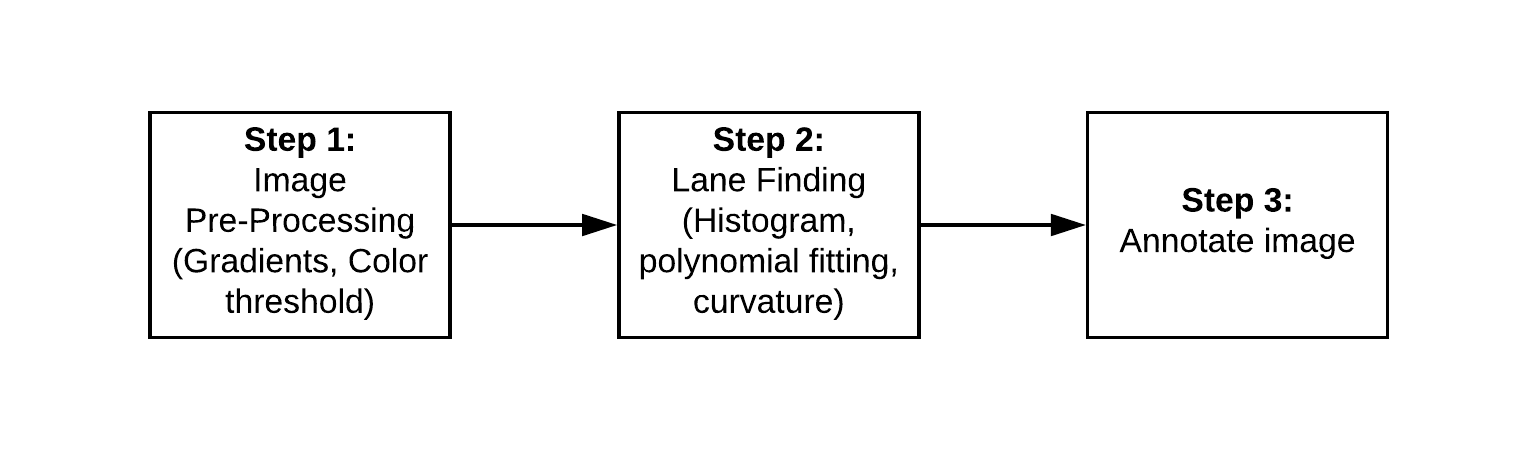 Step 1:
Image
Pre-Processing
(Gradients, Color
threshold)
Step 2:
Lane Finding
(Histogram,
polynomial fitting,
curvature)
Step 3:
Annotate image